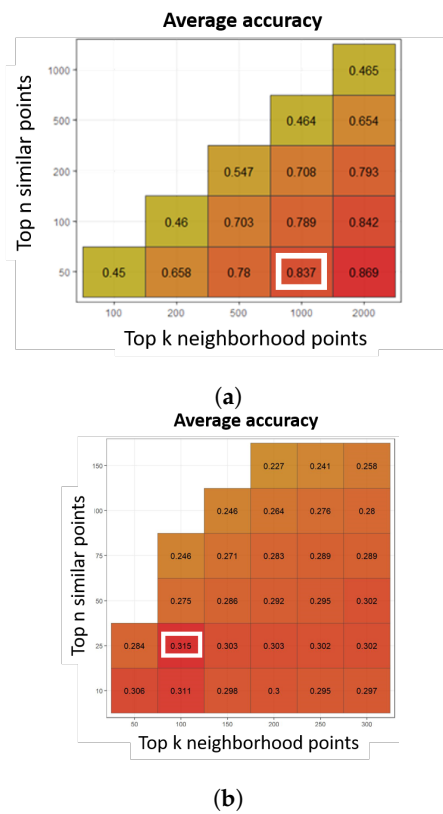 Average accuracy
Top n similar points
1000 0.465
500 0.464 0.654
200 0.547 0.708 0.793
100 0.46 0.703 0.789 0.842
50 0.45 0.658 0.78 0.837 0.869
100 200 500 1000 2000
Top k neighborhood points
(a)
Average accuracy
Top n similar points
150 0.227 0.241 0.258
100 0.246 0.264 0.276 0.28
75 0.246 0.271 0.283 0.289 0.289
50 0.275 0.286 0.292 0.295 0.302
25 0.284 0.315 0.303 0.303 0.302 0.302
10 0.306 0.311 0.298 0.3 0.295 0.297
50 100 150 200 250 300
Top k neighborhood points
(b)